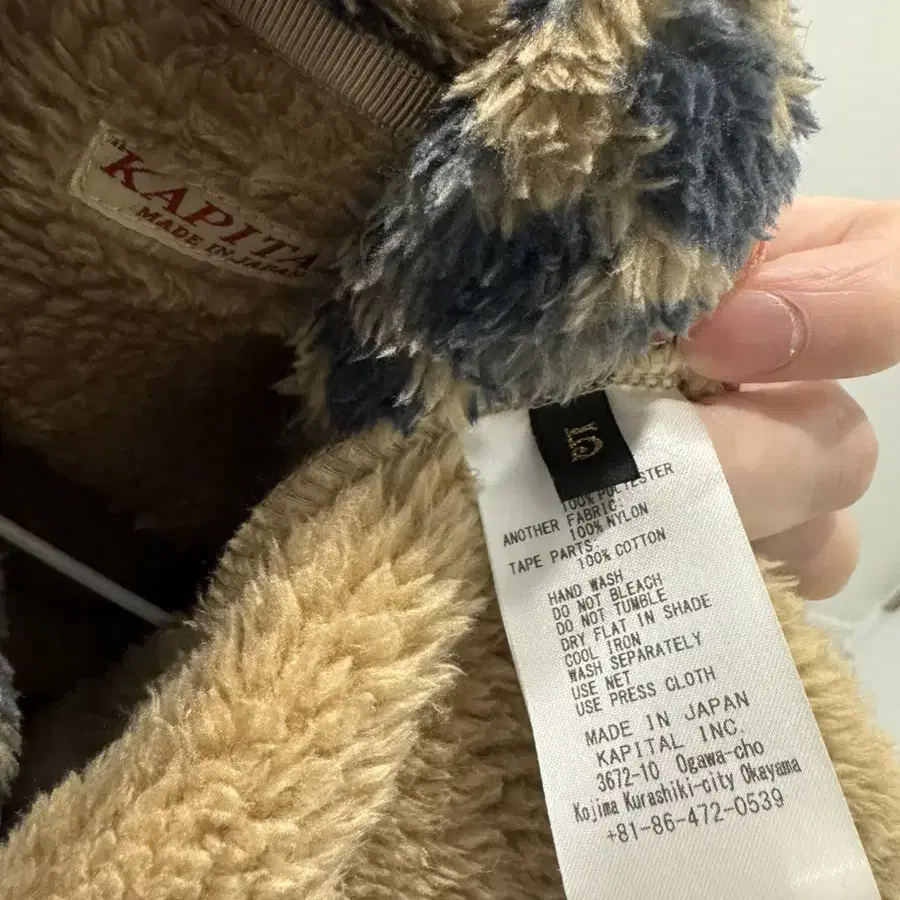 KAPITA
MADE IN JAPAN
5
100% POLYESTER
ANOTHER FABRIC:
100% NYLON
TAPE PARTS:
100% COTTON
HAND WASH
DO NOT BLEACH
DO NOT TUMBLE
DRY FLAT IN SHADE
COOL IRON
WASH SEPARATELY
USE NET
USE PRESS CLOTH
MADE IN JAPAN
KAPITAL INC.
3672-10, Ogawa-cho
Kojima Kurashiki-city Okayama
+81-86-472-0539